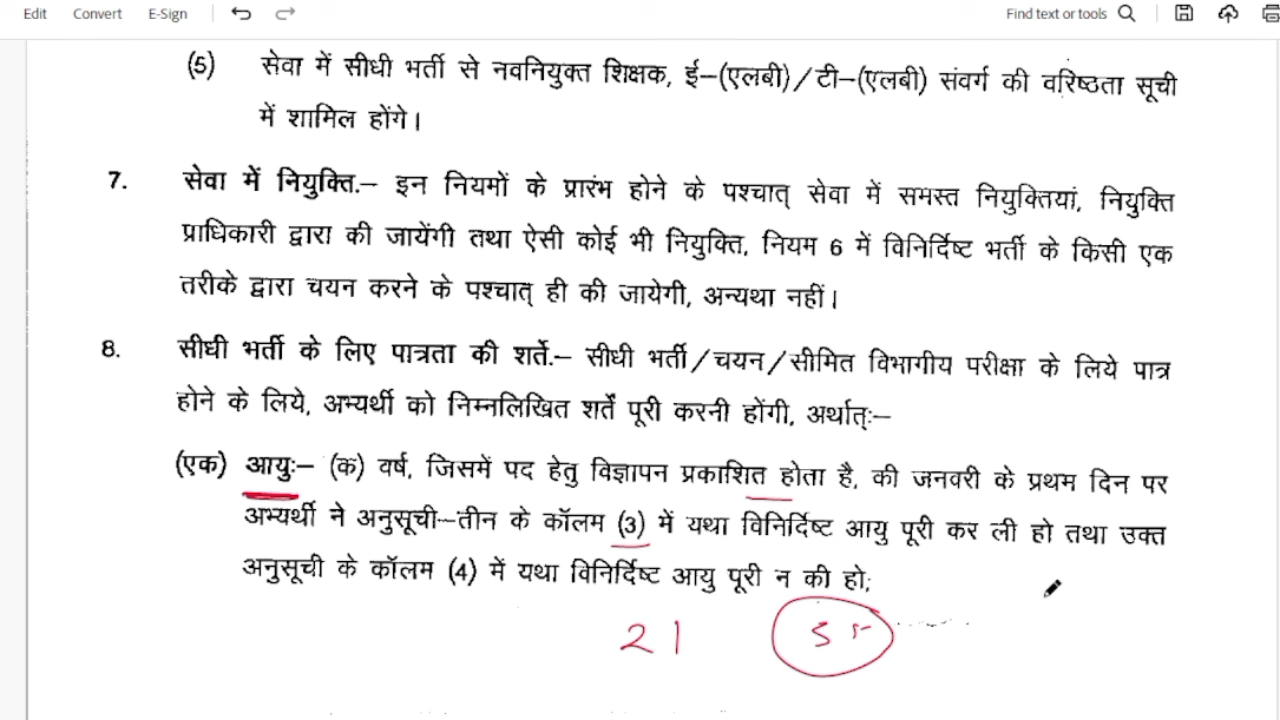 Edit Convert E-Sign Find text or tools
(5) सेवा में सीधी भर्ती से नवनियुक्त शिक्षक, ई–(एलबी)/टी–(एलबी) संवर्ग की वरिष्ठता सूची
में शामिल होंगे।
7. सेवा में नियुक्ति.– इन नियमों के प्रारंभ होने के पश्चात् सेवा में समस्त नियुक्तियां, नियुक्ति
प्राधिकारी द्वारा की जायेंगी तथा ऐसी कोई भी नियुक्ति, नियम 6 में विनिर्दिष्ट भर्ती के किसी एक
तरीके द्वारा चयन करने के पश्चात् ही की जायेगी, अन्यथा नहीं।
8. सीधी भर्ती के लिए पात्रता की शर्तें.– सीधी भर्ती/चयन/सीमित विभागीय परीक्षा के लिये पात्र
होने के लिये, अभ्यर्थी को निम्नलिखित शर्तें पूरी करनी होंगी, अर्थात्ः–
(एक) आयुः– (क) वर्ष, जिसमें पद हेतु विज्ञापन प्रकाशित होता है, की जनवरी के प्रथम दिन पर
अभ्यर्थी ने अनुसूची–तीन के कॉलम (3) में यथा विनिर्दिष्ट आयु पूरी कर ली हो तथा उक्त
अनुसूची के कॉलम (4) में यथा विनिर्दिष्ट आयु पूरी न की हो;
21 35